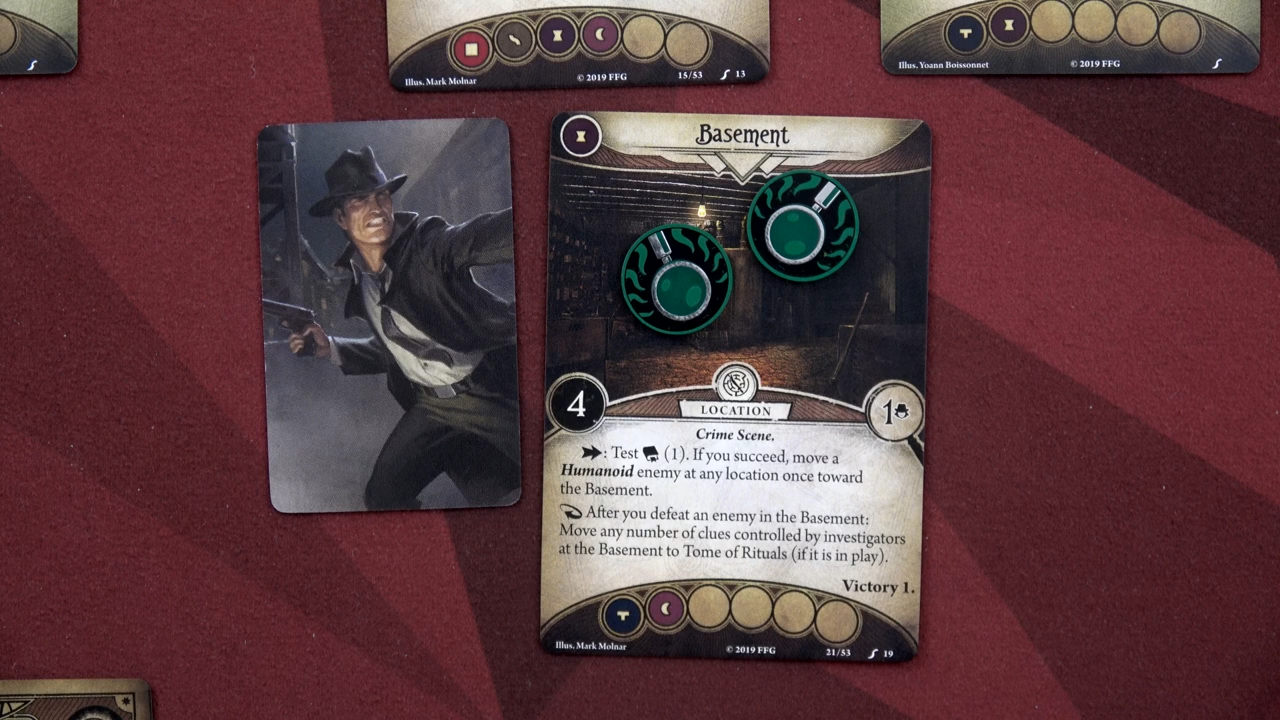 Illus. Mark Molnar
© 2019 FFG
15/53
13
Illus. Yoann Boissonnet
© 2019 FFG
Basement
4
LOCATION
1
Crime Scene.
: Test (1). If you succeed, move a
Humanoid enemy at any location once toward
the Basement.
After you defeat an enemy in the Basement:
Move any number of clues controlled by investigators
at the Basement to Tome of Rituals (if it is in play).
Victory 1.
Illus. Mark Molnar
© 2019 FFG
21/53
19